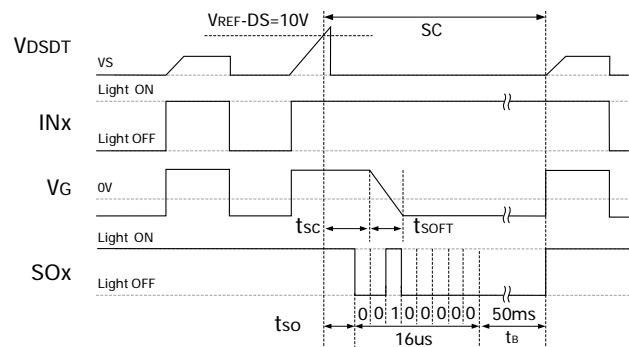 VREF-DS=10V
SC
VDSDT
VS
Light ON
INx
Light OFF
VG
0V
tSC
tSOFT
Light ON
SOx
Light OFF
0 0 1 0 0 0 0 0
50ms
tSO
16us
tB